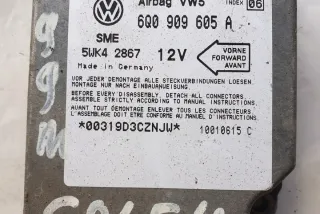 Airbag VW5 INDEX 06
6Q0 909 605 A
SME
5WK4 2867 12V
Made in Germany
VORNE
FORWARD
AVANT
VOR JEDER DEMONTAGE ALLE STECKVERBINDUNGEN LOESEN.
MONTAGE NUR NACH EINBAUANWEISUNG.
BEFORE EVERY DISASSEMBLY, DETACH ALL CONNECTORS.
ASSEMBLE STRICTLY ACCORDING TO MANUAL INSTRUCTIONS.
AVANT TOUT DEMONTAGE ENLEVER TOUS LES CONNECTEURS.
L'ASSEMBLAGE DOIT ETRE CONFORME AU MANUEL D'INSTRUCTIONS.
*00319D3CZNJU*
10010615 C